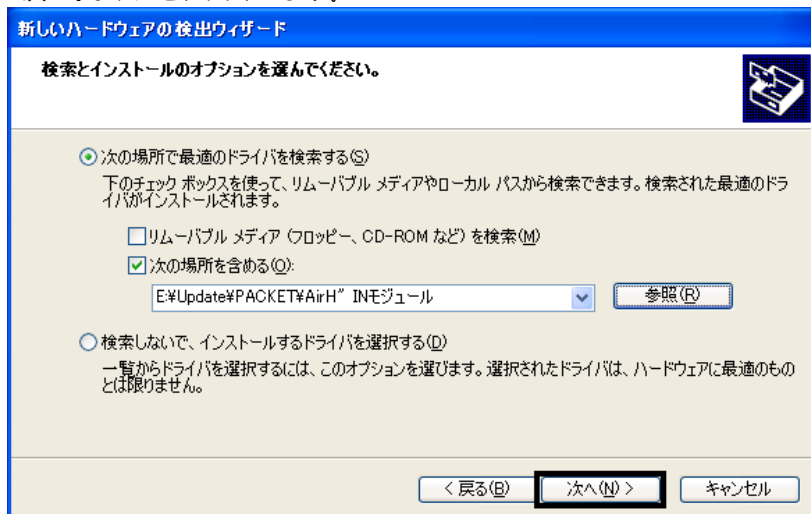 新しいハードウェアの検出ウィザード
検索とインストールのオプションを選んでください。
次の場所で最適のドライバを検索する(S)
下のチェック ボックスを使って、リムーバブル メディアやローカル パスから検索できます。検索された最適のドラ
イバがインストールされます。
リムーバブル メディア (フロッピー、CD-ROM など) を検索(M)
次の場所を含める(O):
E:¥Update¥PACKET¥AirH" INモジュール
参照(R)
検索しないで、インストールするドライバを選択する(D)
一覧からドライバを選択するには、このオプションを選びます。選択されたドライバは、ハードウェアに最適のもの
とは限りません。
< 戻る(B)
次へ(N) >
キャンセル